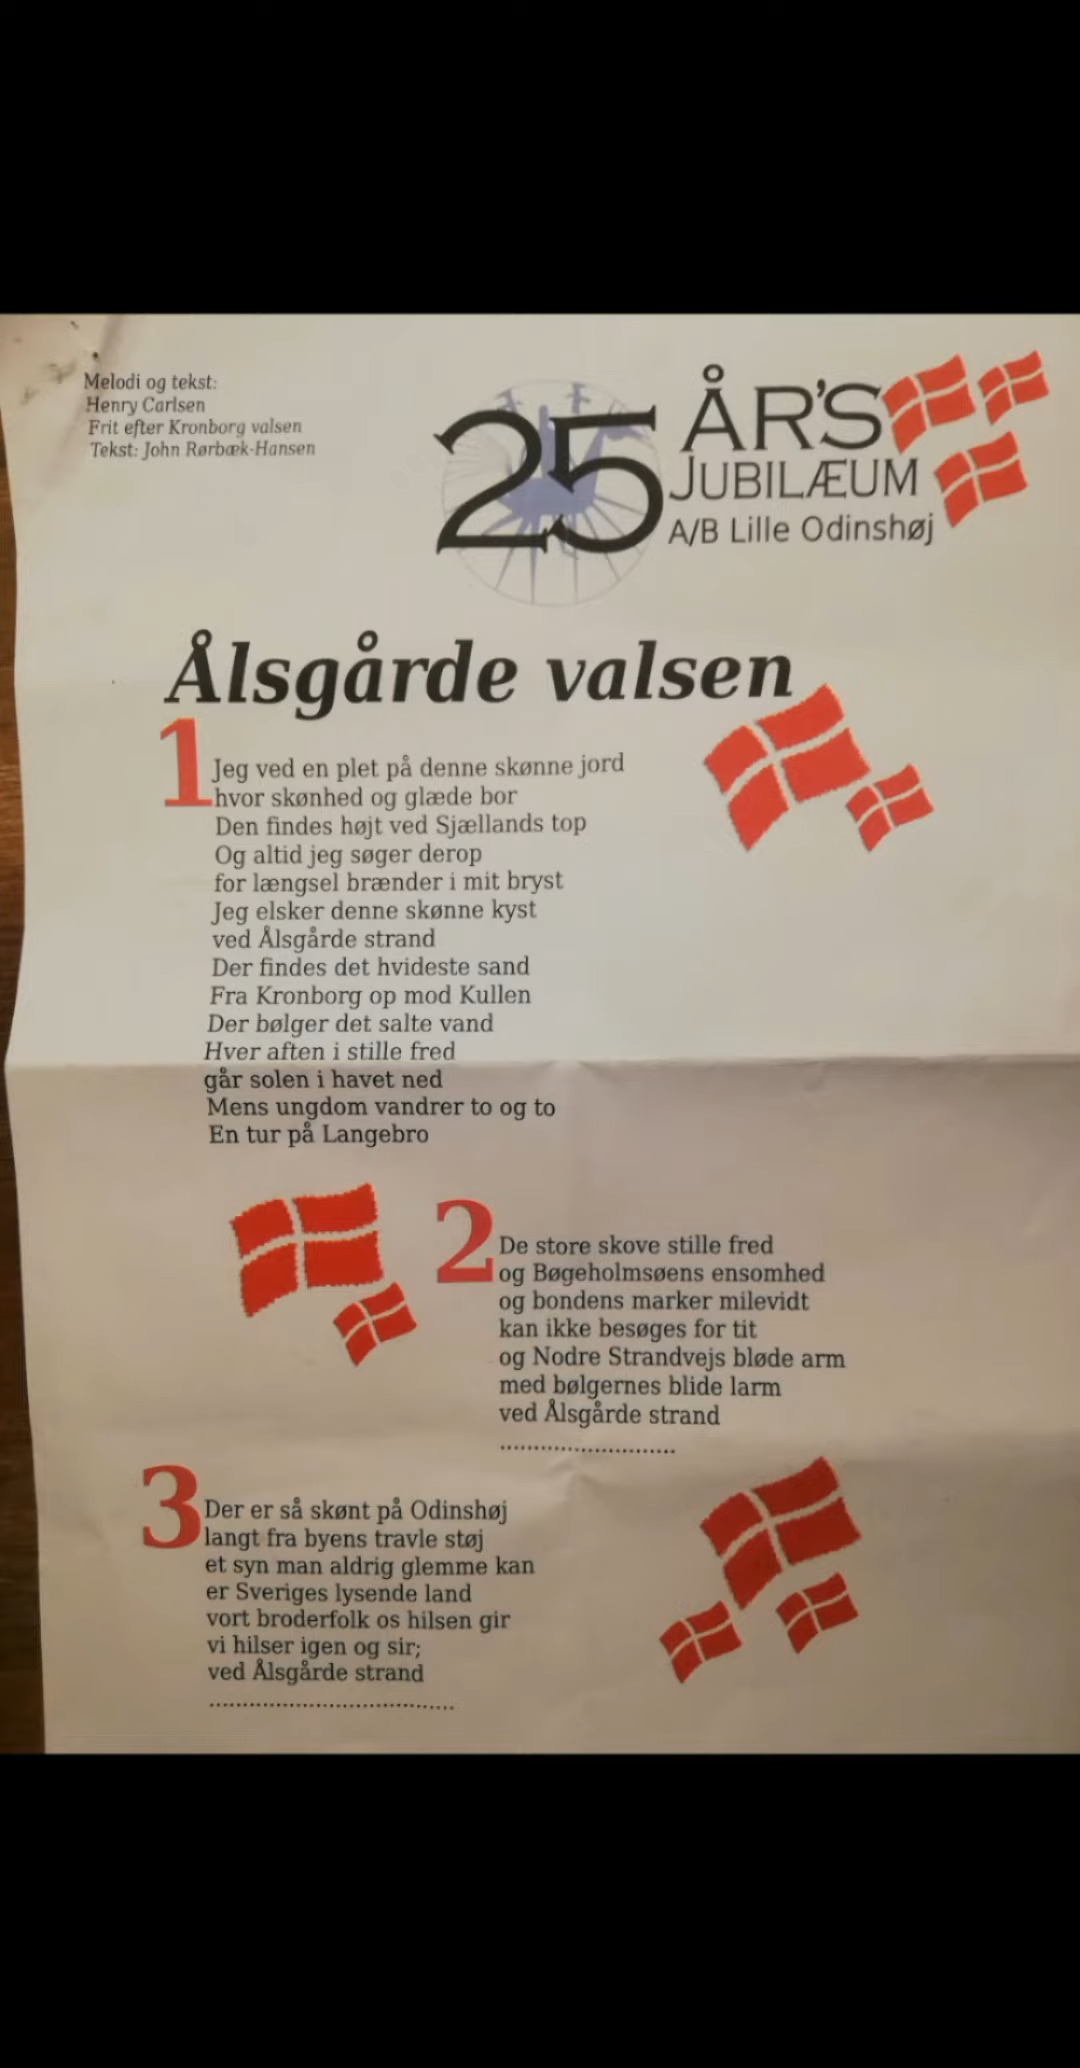 Melodi og tekst:
Henry Carlsen
Frit efter Kronborg valsen
Tekst: John Rørbæk-Hansen
25 ÅR'S
JUBILÆUM
A/B Lille Odinshøj
Ålsgårde valsen
1
Jeg ved en plet på denne skønne jord
hvor skønhed og glæde bor
Den findes højt ved Sjællands top
Og altid jeg søger derop
for længsel brænder i mit bryst
Jeg elsker denne skønne kyst
ved Ålsgårde strand
Der findes det hvideste sand
Fra Kronborg op mod Kullen
Der bølger det salte vand
Hver aften i stille fred
går solen i havet ned
Mens ungdom vandrer to og to
En tur på Langebro
2
De store skove stille fred
og Bøgeholmsøens ensomhed
og bondens marker milevidt
kan ikke besøges for tit
og Nodre Strandvejs bløde arm
med bølgernes blide larm
ved Ålsgårde strand
..........................
3
Der er så skønt på Odinshøj
langt fra byens travle støj
et syn man aldrig glemme kan
er Sveriges lysende land
vort broderfolk os hilsen gir
vi hilser igen og sir;
ved Ålsgårde strand
....................................